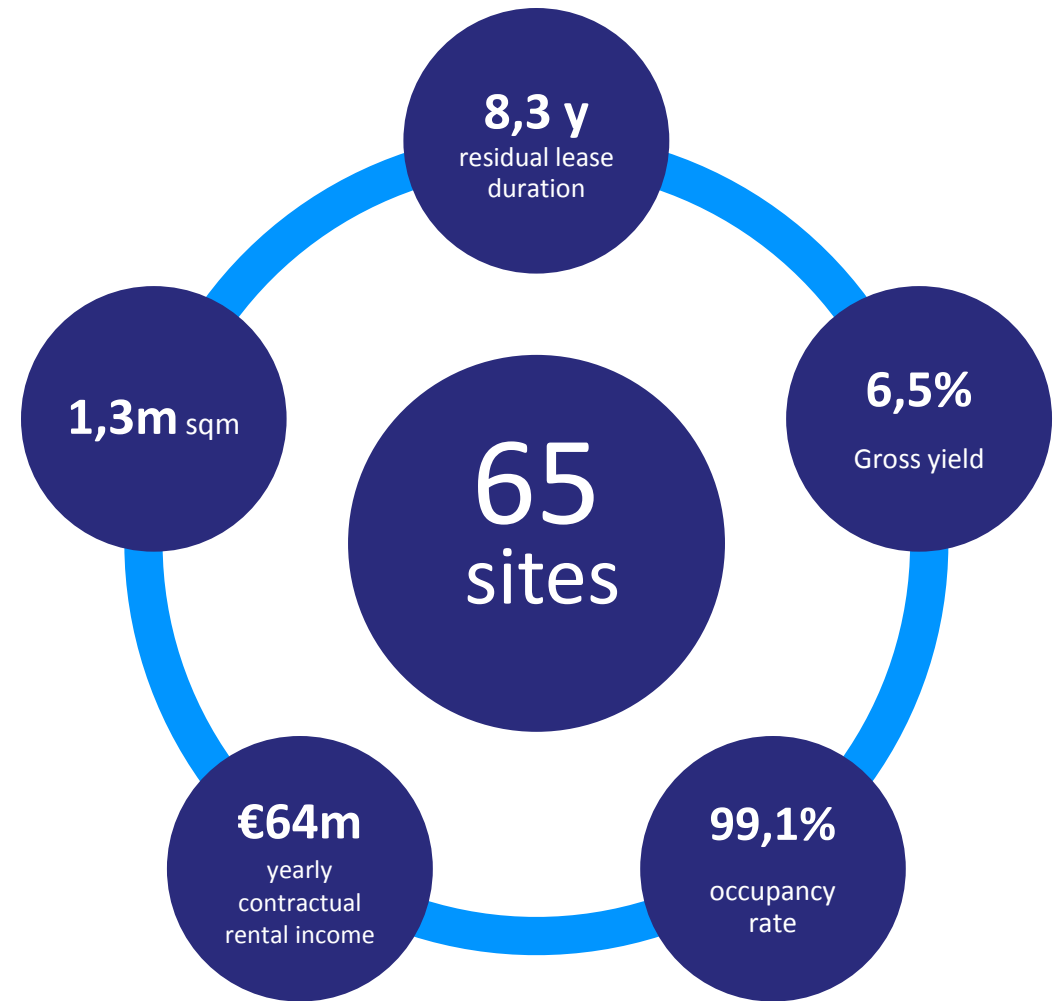 8,3 y
residual lease
duration
6,5%
Gross yield
1,3m sqm
65
sites
€64m
yearly
contractual
rental income
99,1%
occupancy
rate